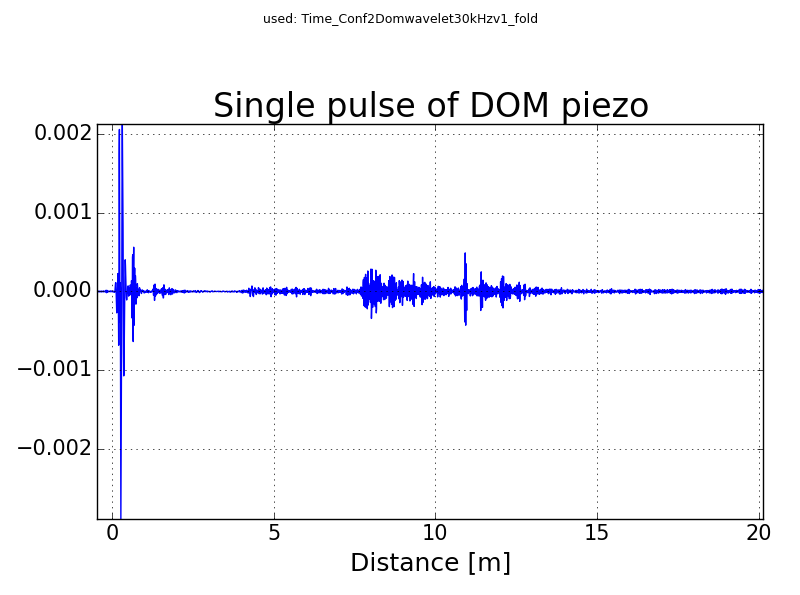 used: Time_Conf2Domwavelet30kHzv1_fold
Single pulse of DOM piezo
0.002
0.001
0.000
−0.001
−0.002
0 5 10 15 20
Distance [m]